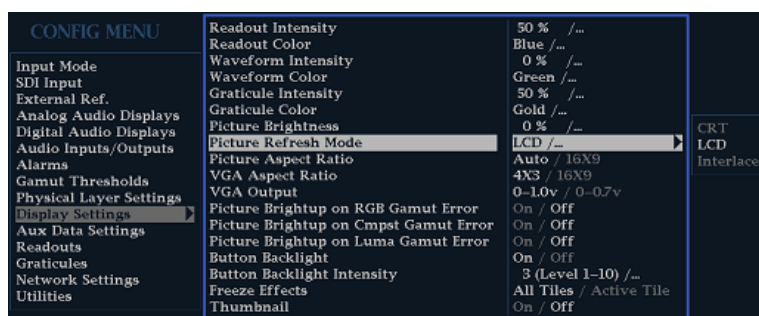 CONFIG MENU
Input Mode
SDI Input
External Ref.
Analog Audio Displays
Digital Audio Displays
Audio Inputs/Outputs
Alarms
Gamut Thresholds
Physical Layer Settings
Display Settings
Aux Data Settings
Readouts
Graticules
Network Settings
Utilities
Readout Intensity 50 % /...
Readout Color Blue /...
Waveform Intensity 0 % /...
Waveform Color Green /...
Graticule Intensity 50 % /...
Graticule Color Gold /...
Picture Brightness 0 % /...
Picture Refresh Mode LCD /...
Picture Aspect Ratio Auto / 16X9
VGA Aspect Ratio 4X3 / 16X9
VGA Output 0–1.0v / 0–0.7v
Picture Brightup on RGB Gamut Error On / Off
Picture Brightup on Cmpst Gamut Error On / Off
Picture Brightup on Luma Gamut Error On / Off
Button Backlight On / Off
Button Backlight Intensity 3 (Level 1–10) /...
Freeze Effects All Tiles / Active Tile
Thumbnail On / Off
CRT
LCD
Interlace